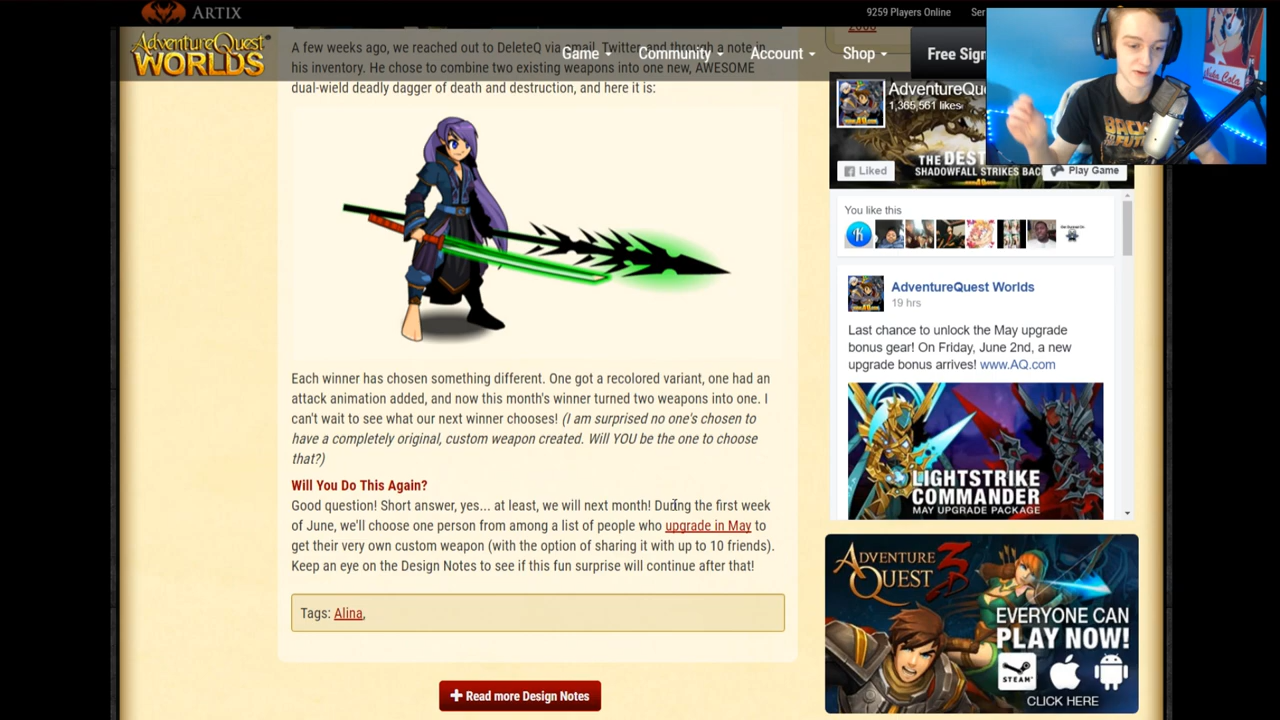 ARTIX
9259 Players Online
Ser
2000
AdventureQuest
WORLDS
Game
Community
Account
Shop
Free Sign
A few weeks ago, we reached out to DeleteQ via email, Twitter and through a note in
his inventory. He chose to combine two existing weapons into one new, AWESOME
dual-wield deadly dagger of death and destruction, and here it is:
Each winner has chosen something different. One got a recolored variant, one had an
attack animation added, and now this month's winner turned two weapons into one. I
can't wait to see what our next winner chooses! (I am surprised no one's chosen to
have a completely original, custom weapon created. Will YOU be the one to choose
that?)
Will You Do This Again?
Good question! Short answer, yes... at least, we will next month! During the first week
of June, we'll choose one person from among a list of people who upgrade in May to
get their very own custom weapon (with the option of sharing it with up to 10 friends).
Keep an eye on the Design Notes to see if this fun surprise will continue after that!
Tags: Alina,
+ Read more Design Notes
AdventureQue
1,365,561 likes
THE DEST
SHADOWFALL STRIKES BAC
Liked
Play Game
You like this
AdventureQuest Worlds
19 hrs
Last chance to unlock the May upgrade
bonus gear! On Friday, June 2nd, a new
upgrade bonus arrives! www.AQ.com
LIGHTSTRIKE
COMMANDER
MAY UPGRADE PACKAGE
ADVENTURE
QUEST 3D
EVERYONE CAN
PLAY NOW!
STEAM
CLICK HERE
BACK
TO
FUT
Nuka Cola